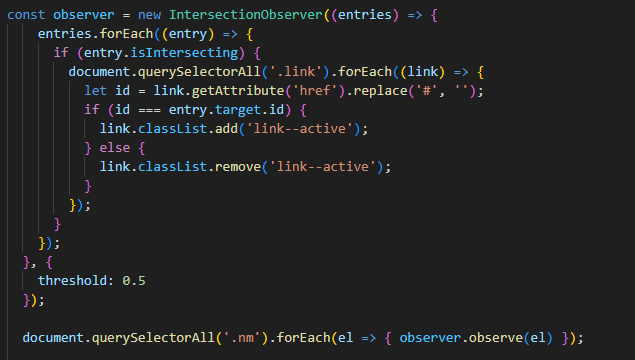 const observer = new IntersectionObserver((entries) => {
entries.forEach((entry) => {
if (entry.isIntersecting) {
document.querySelectorAll('.link').forEach((link) => {
let id = link.getAttribute('href').replace('#', '');
if (id === entry.target.id) {
link.classList.add('link--active');
} else {
link.classList.remove('link--active');
}
});
}
});
}, {
threshold: 0.5
});
document.querySelectorAll('.nm').forEach(el => { observer.observe(el) });